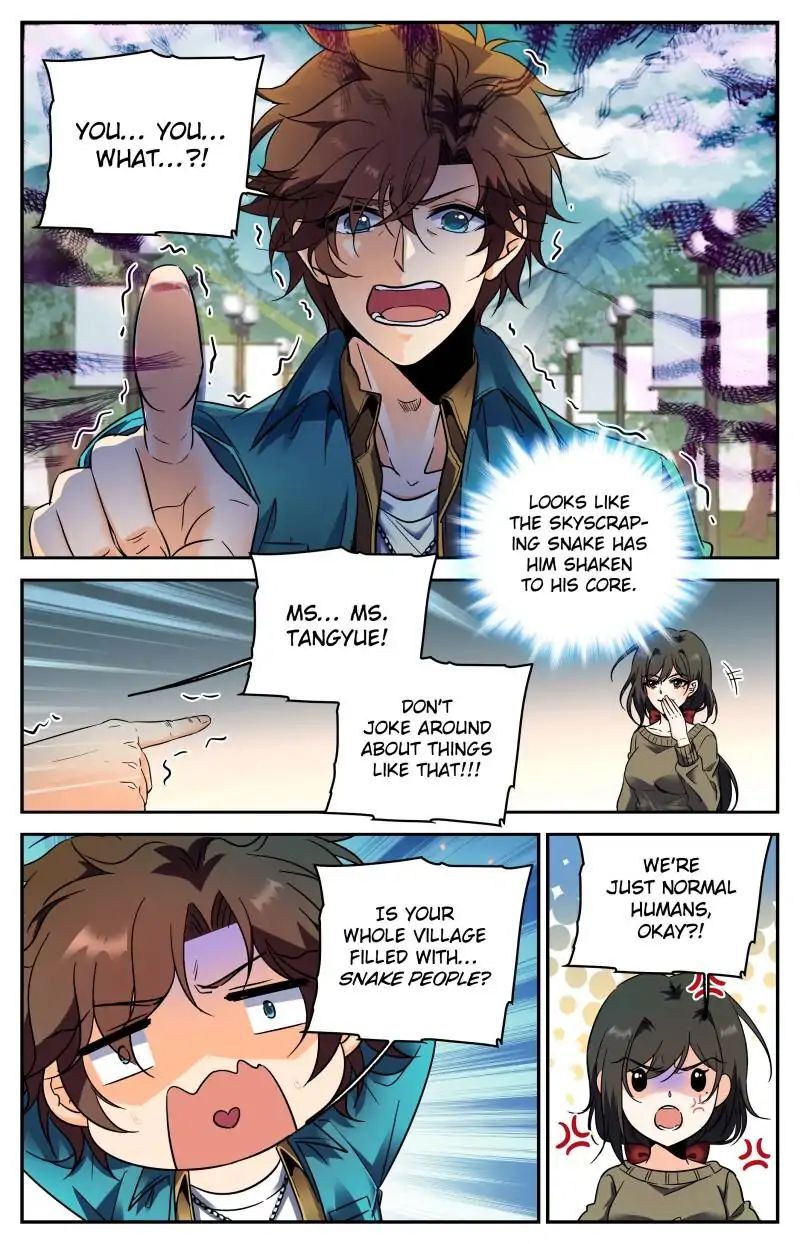 YOU... YOU...
WHAT...?!
LOOKS LIKE
THE SKYSCRAP-
ING SNAKE HAS
HIM SHAKEN
TO HIS CORE.
MS... MS.
TANGYUE!
DON'T
JOKE AROUND
ABOUT THINGS
LIKE THAT!!!
IS YOUR
WHOLE VILLAGE
FILLED WITH...
SNAKE PEOPLE?
WE'RE
JUST NORMAL
HUMANS,
OKAY?!